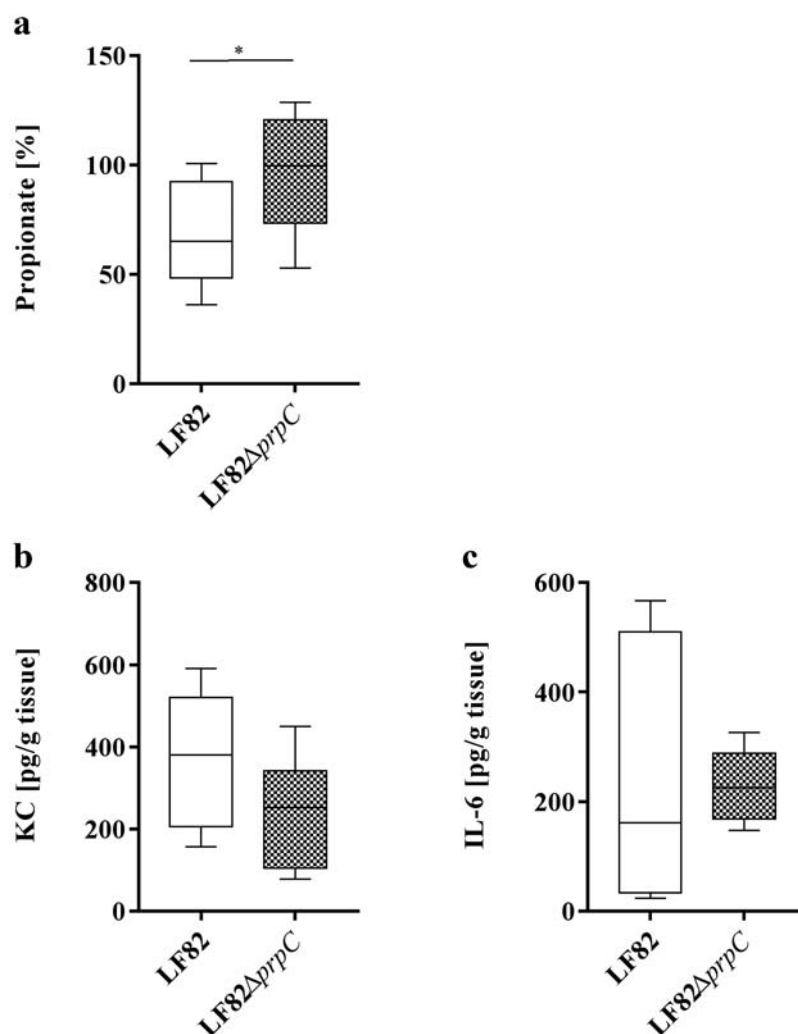 a
Propionate [%]
150
100
50
0
*
LF82
LF82ΔprpC
b
KC [pg/g tissue]
800
600
400
200
0
LF82
LF82ΔprpC
c
IL-6 [pg/g tissue]
600
400
200
0
LF82
LF82ΔprpC